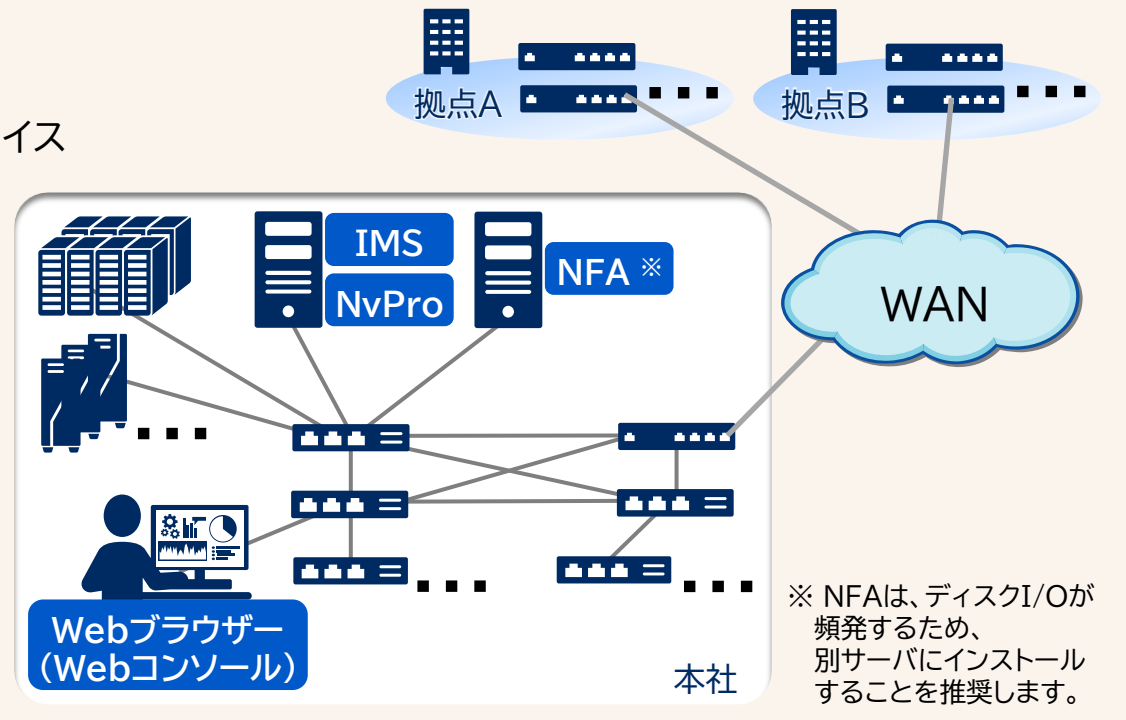 拠点A
拠点B
イス
IMS
NvPro
NFA ※
WAN
Webブラウザー
(Webコンソール)
本社
※ NFAは、ディスクI/Oが
頻発するため、
別サーバにインストール
することを推奨します。